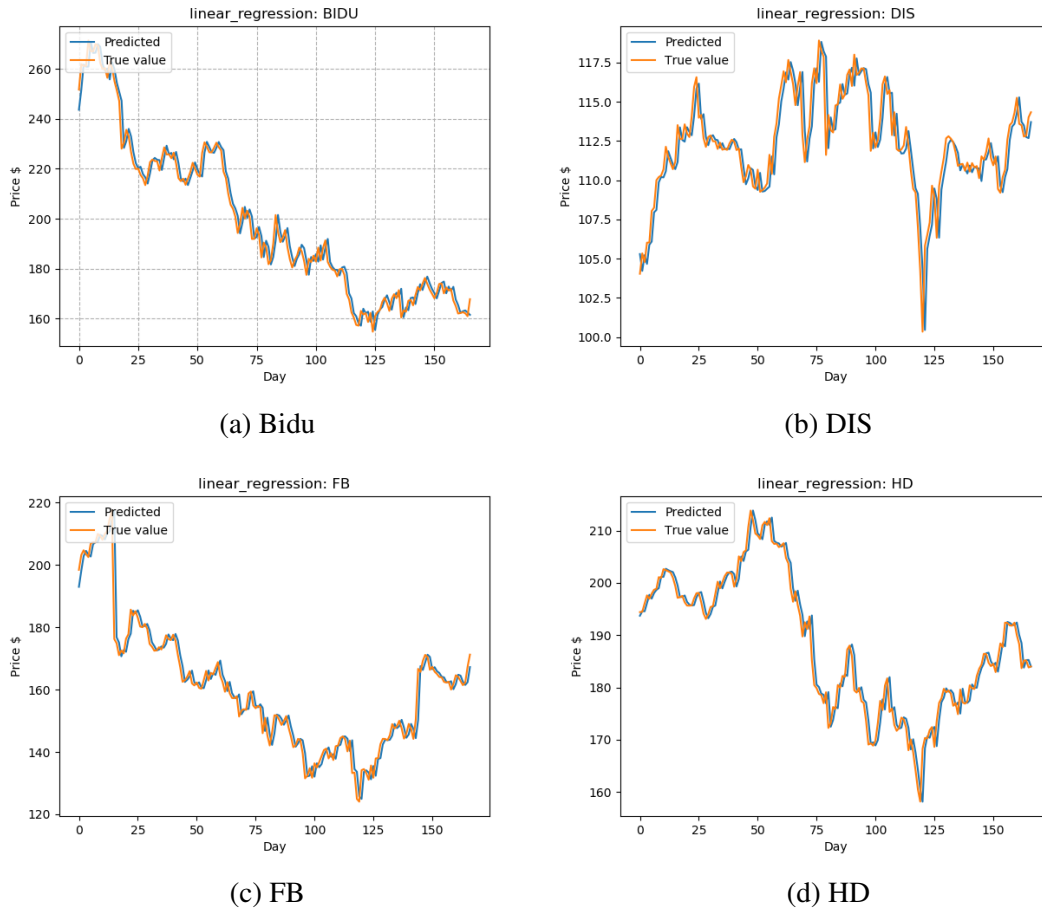 linear_regression: BIDU
Predicted
True value
260
240
220
200
180
160
Price $
0 25 50 75 100 125 150
Day
(a) Bidu
linear_regression: DIS
Predicted
True value
117.5
115.0
112.5
110.0
107.5
105.0
102.5
100.0
Price $
0 25 50 75 100 125 150
Day
(b) DIS
linear_regression: FB
Predicted
True value
220
200
180
160
140
120
Price $
0 25 50 75 100 125 150
Day
(c) FB
linear_regression: HD
Predicted
True value
210
200
190
180
170
160
Price $
0 25 50 75 100 125 150
Day
(d) HD